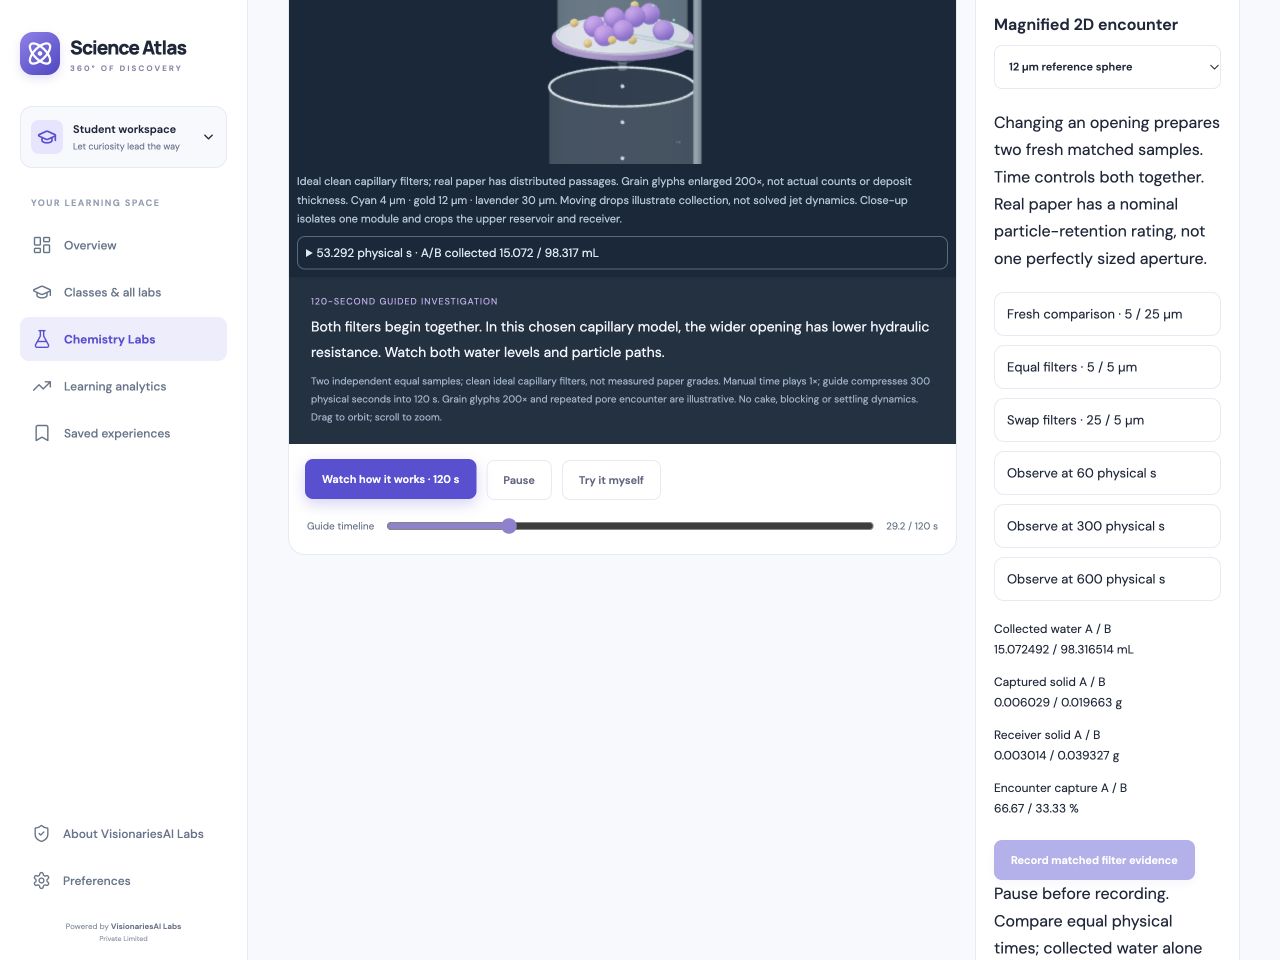 Science Atlas
360° OF DISCOVERY
Student workspace
Let curiosity lead the way
YOUR LEARNING SPACE
Overview
Classes & all labs
Chemistry Labs
Learning analytics
Saved experiences
About VisionariesAI Labs
Preferences
Powered by VisionariesAI Labs
Private Limited
Ideal clean capillary filters; real paper has distributed passages. Grain glyphs enlarged 200×, not actual counts or deposit
thickness. Cyan 4 µm · gold 12 µm · lavender 30 µm. Moving drops illustrate collection, not solved jet dynamics. Close-up
isolates one module and crops the upper reservoir and receiver.
▶ 53.292 physical s · A/B collected 15.072 / 98.317 mL
120-SECOND GUIDED INVESTIGATION
Both filters begin together. In this chosen capillary model, the wider opening has lower hydraulic
resistance. Watch both water levels and particle paths.
Two independent equal samples; clean ideal capillary filters, not measured paper grades. Manual time plays 1×; guide compresses 300
physical seconds into 120 s. Grain glyphs 200× and repeated pore encounter are illustrative. No cake, blocking or settling dynamics.
Drag to orbit; scroll to zoom.
Watch how it works · 120 s
Pause
Try it myself
Guide timeline
29.2 / 120 s
Magnified 2D encounter
12 µm reference sphere
Changing an opening prepares
two fresh matched samples.
Time controls both together.
Real paper has a nominal
particle-retention rating, not
one perfectly sized aperture.
Fresh comparison · 5 / 25 µm
Equal filters · 5 / 5 µm
Swap filters · 25 / 5 µm
Observe at 60 physical s
Observe at 300 physical s
Observe at 600 physical s
Collected water A / B
15.072492 / 98.316514 mL
Captured solid A / B
0.006029 / 0.019663 g
Receiver solid A / B
0.003014 / 0.039327 g
Encounter capture A / B
66.67 / 33.33 %
Record matched filter evidence
Pause before recording.
Compare equal physical
times; collected water alone